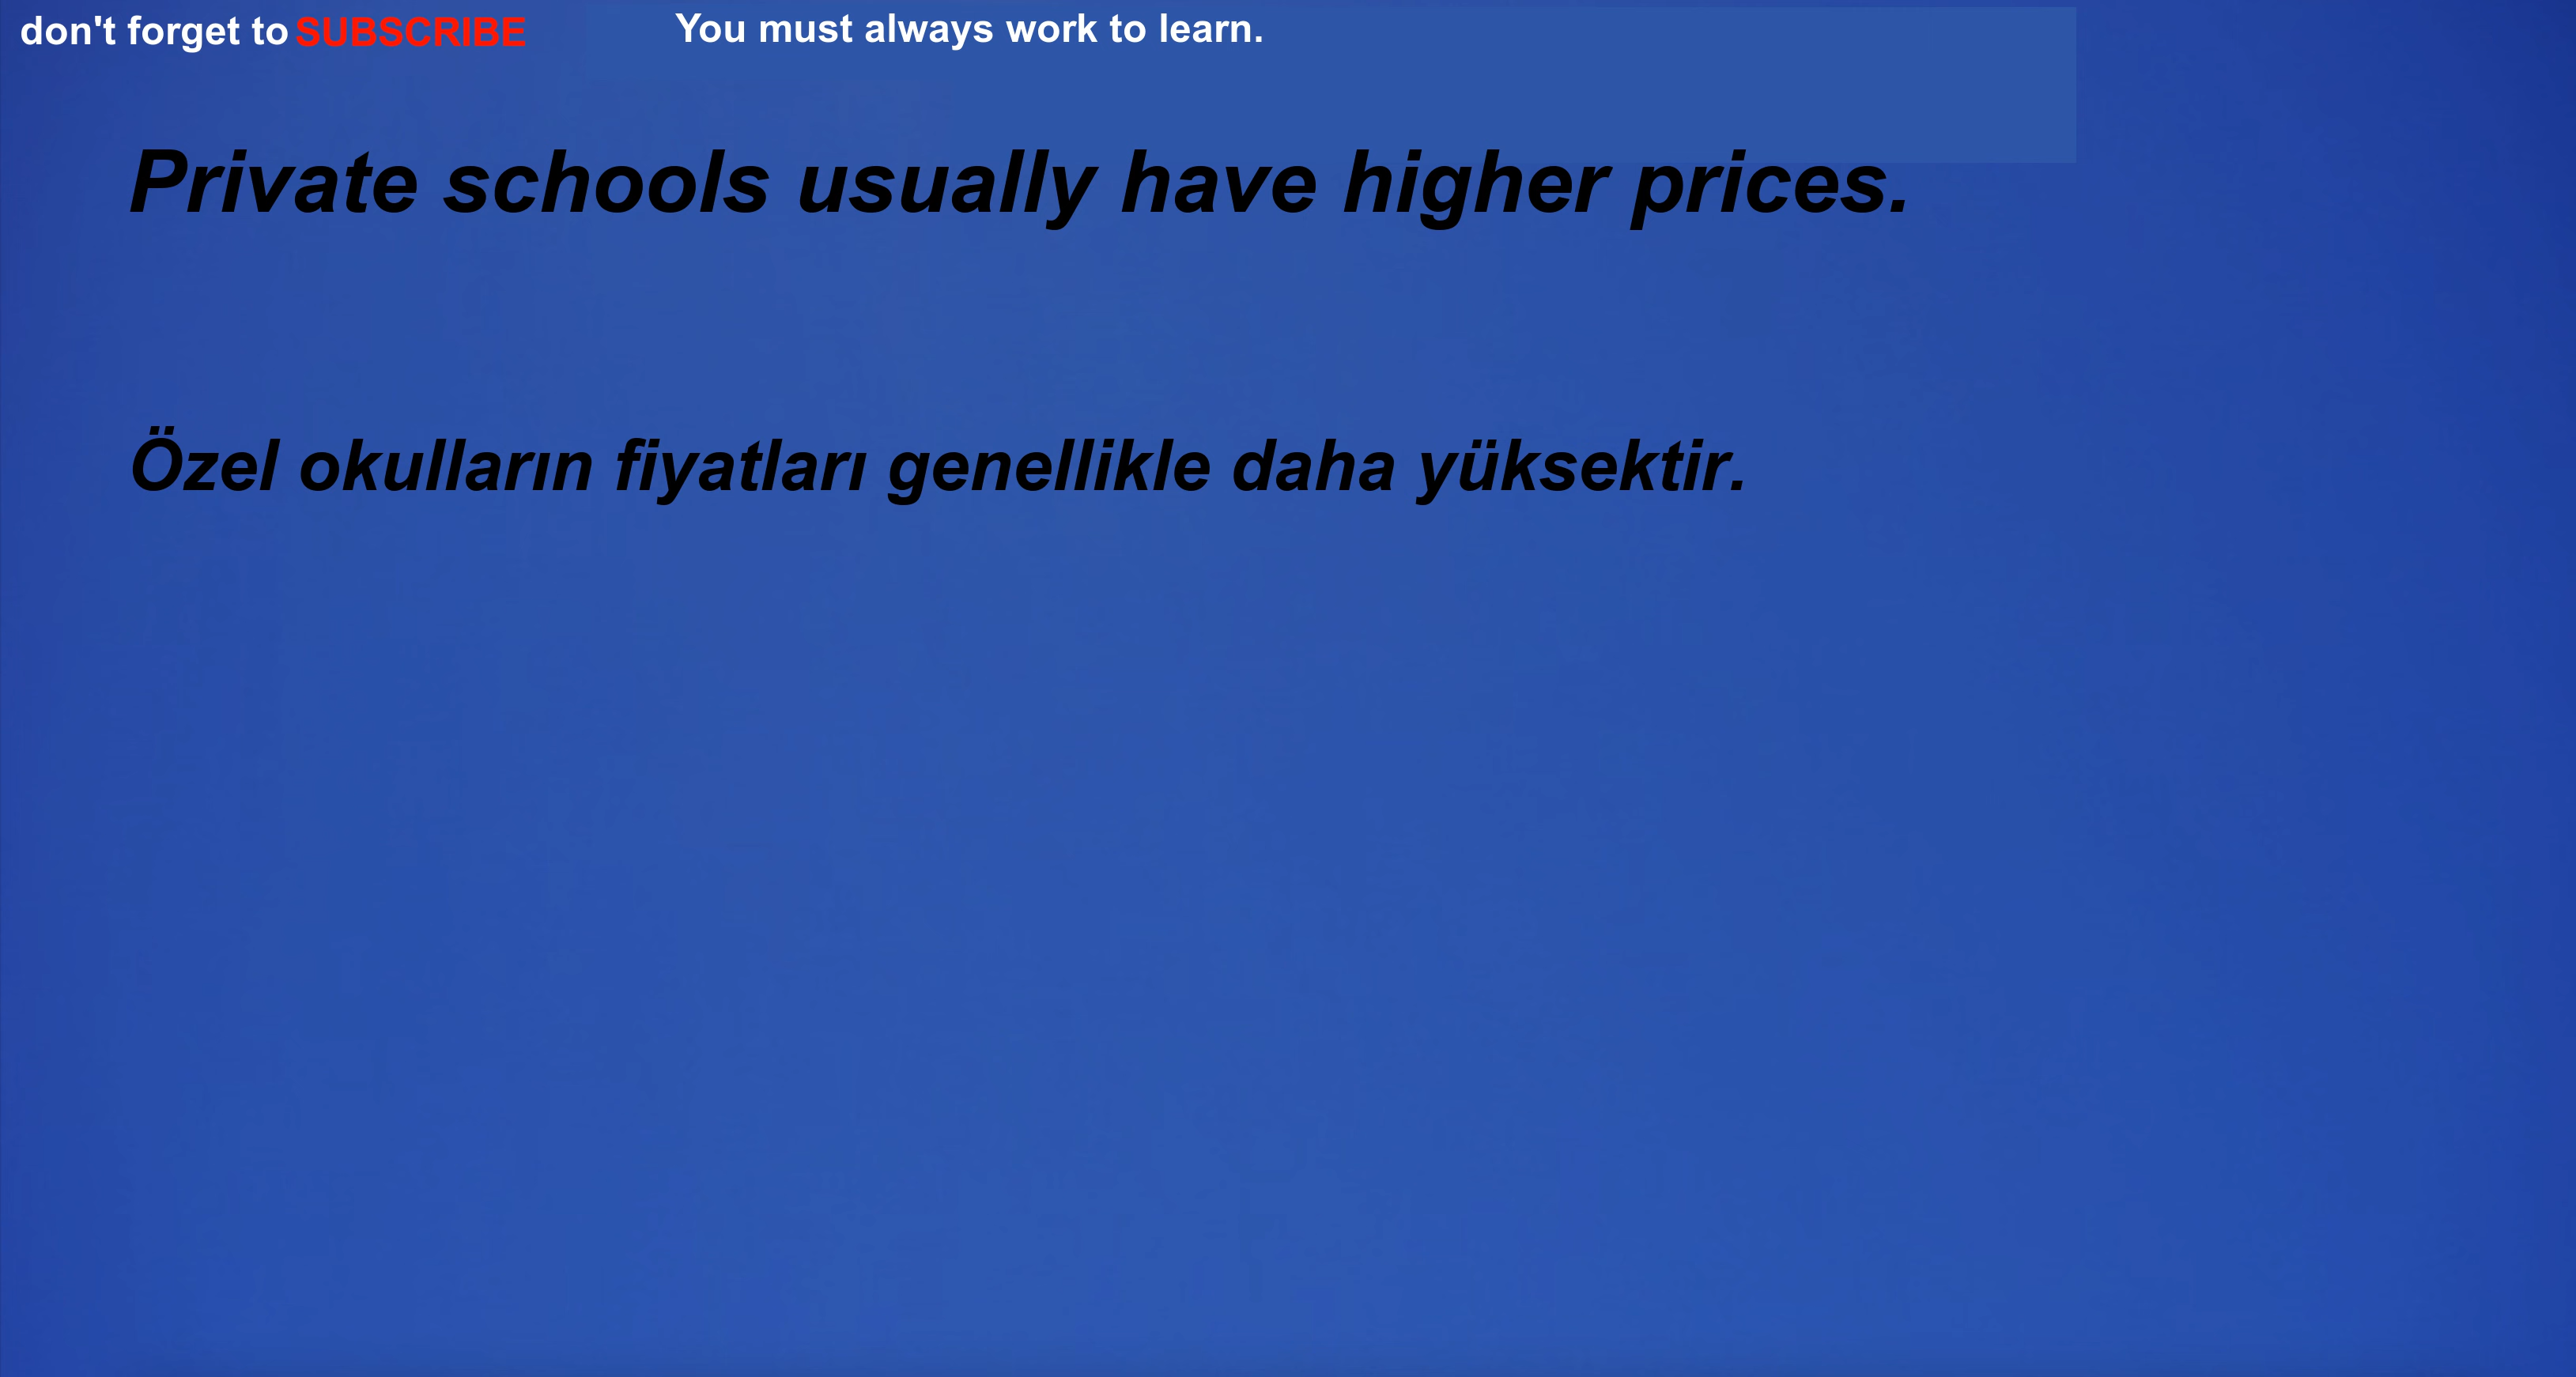 don't forget to SUBSCRIBE
You must always work to learn.
Private schools usually have higher prices.
Özel okulların fiyatları genellikle daha yüksektir.